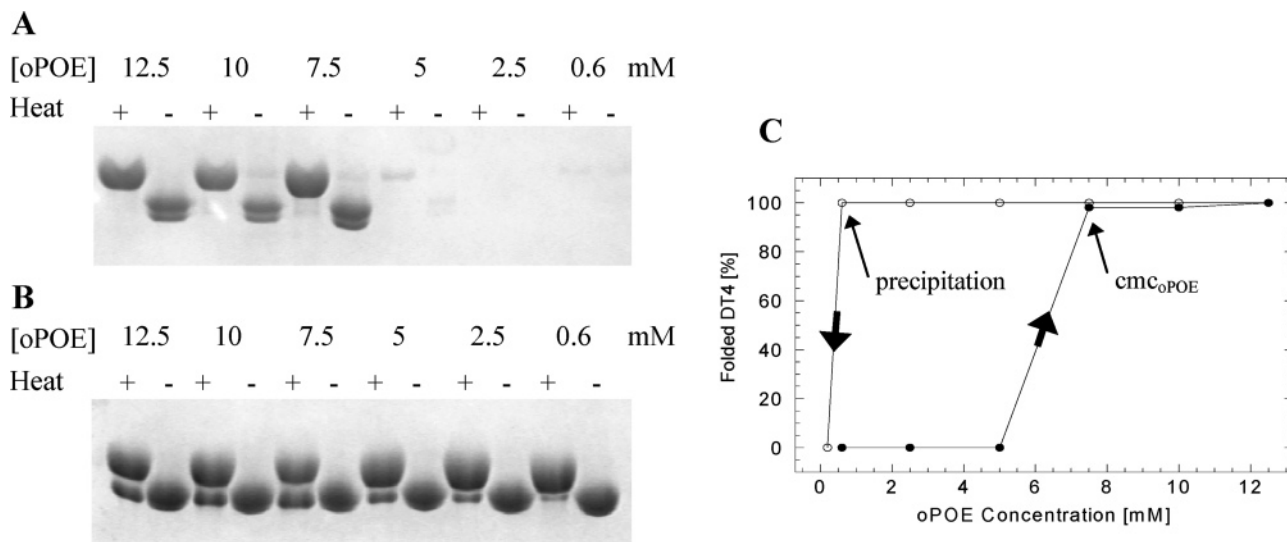 A
[oPOE] 12.5 10 7.5 5 2.5 0.6 mM
Heat + - + - + - + - + - + -
B
[oPOE] 12.5 10 7.5 5 2.5 0.6 mM
Heat + - + - + - + - + - + -
C
Folded DT4 [%]
100
80
60
40
20
0
precipitation
cmcoPOE
0 2 4 6 8 10 12
oPOE Concentration [mM]